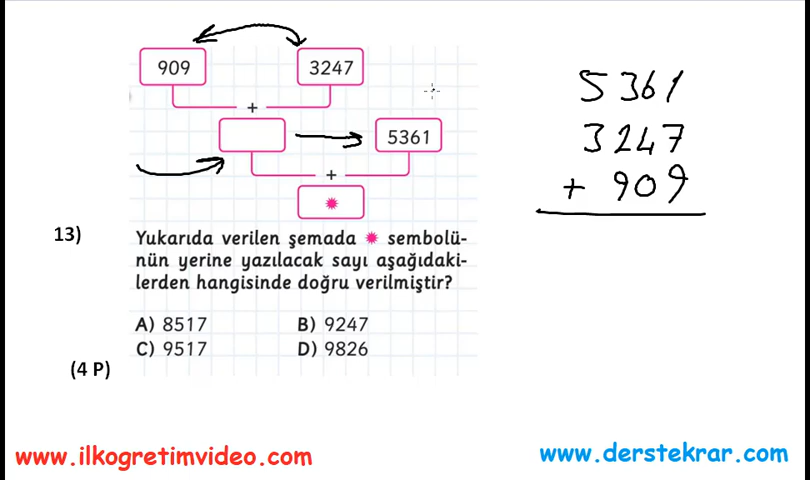 909 3247
+
5361
+
✹
5361
3247
+ 909
13) Yukarıda verilen şemada ✹ sembolü-
nün yerine yazılacak sayı aşağıdaki-
lerden hangisinde doğru verilmiştir?
A) 8517 B) 9247
C) 9517 D) 9826
(4 P)
www.ilkogretimvideo.com
www.derstekrar.com